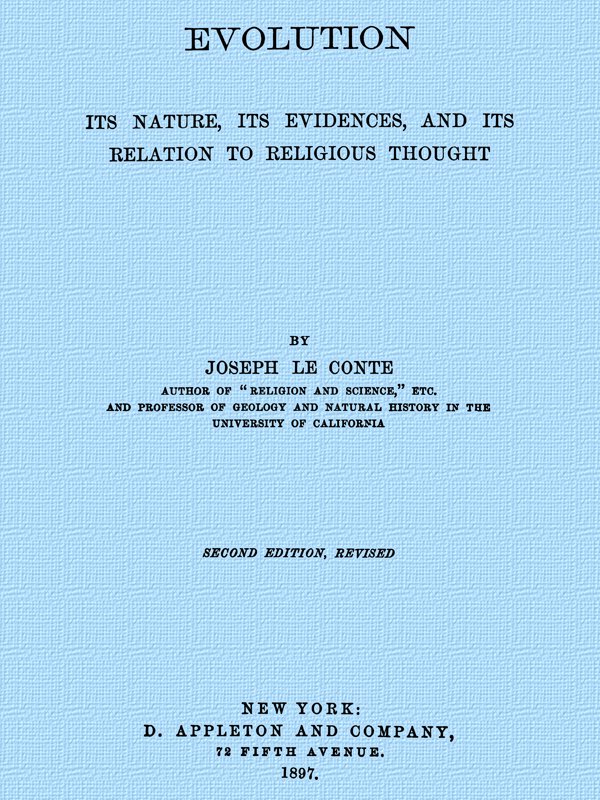 EVOLUTION
ITS NATURE, ITS EVIDENCES, AND ITS
RELATION TO RELIGIOUS THOUGHT
BY
JOSEPH LE CONTE
AUTHOR OF “RELIGION AND SCIENCE,” ETC.
AND PROFESSOR OF GEOLOGY AND NATURAL HISTORY IN THE
UNIVERSITY OF CALIFORNIA
SECOND EDITION, REVISED
NEW YORK:
D. APPLETON AND COMPANY,
72 FIFTH AVENUE.
1897.